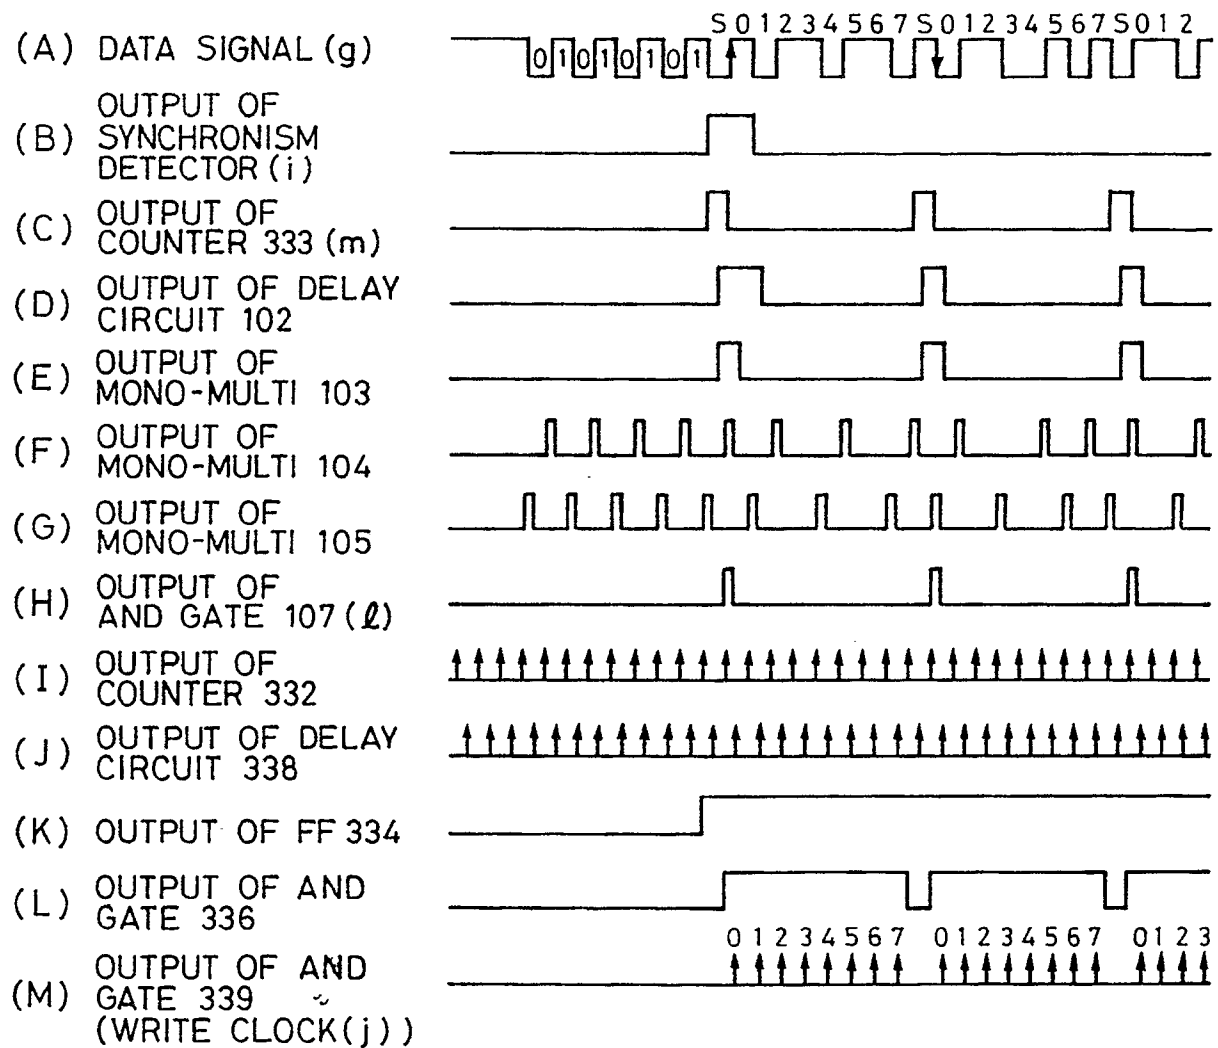 S 0 1 2 3 4 5 6 7 S 0 1 2 3 4 5 6 7 S 0 1 2
(A) DATA SIGNAL (g)
0 1 0 1 0 1 0 1
(B) OUTPUT OF
SYNCHRONISM
DETECTOR (i)
(C) OUTPUT OF
COUNTER 333 (m)
(D) OUTPUT OF DELAY
CIRCUIT 102
(E) OUTPUT OF
MONO-MULTI 103
(F) OUTPUT OF
MONO-MULTI 104
(G) OUTPUT OF
MONO-MULTI 105
(H) OUTPUT OF
AND GATE 107 (ℓ)
(I) OUTPUT OF
COUNTER 332
(J) OUTPUT OF DELAY
CIRCUIT 338
(K) OUTPUT OF FF 334
(L) OUTPUT OF AND
GATE 336
0 1 2 3 4 5 6 7 0 1 2 3 4 5 6 7 0 1 2 3
(M) OUTPUT OF AND
GATE 339
(WRITE CLOCK (j))